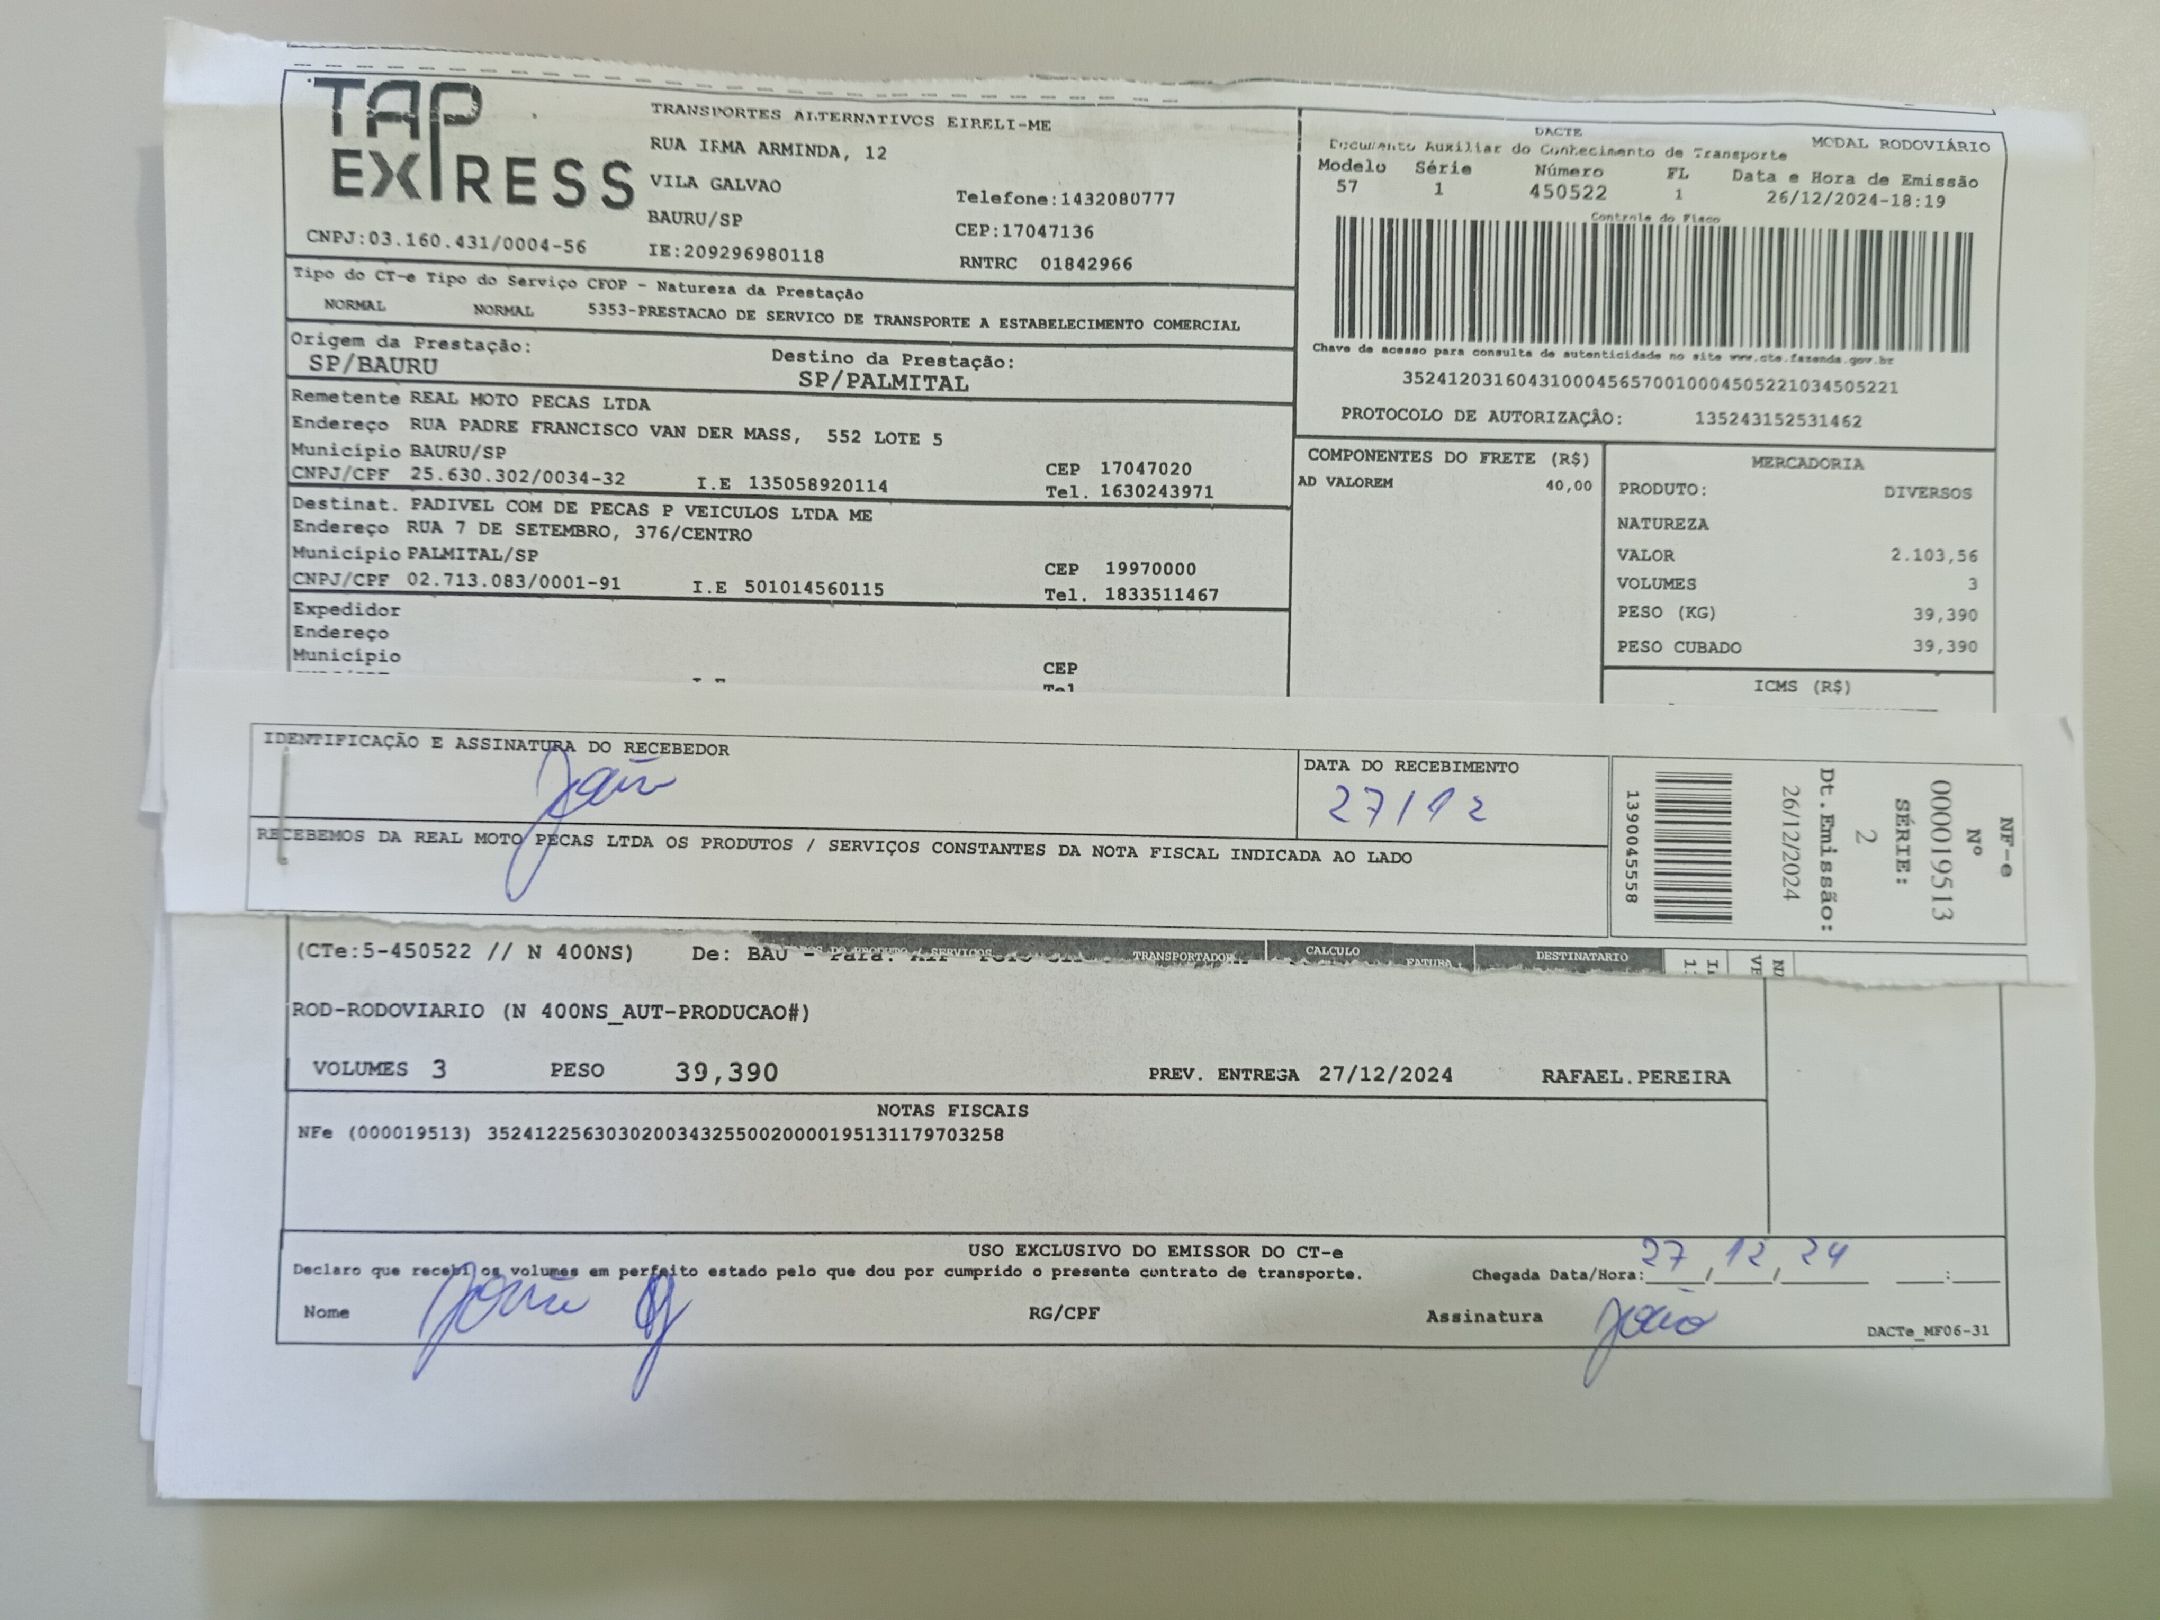 TAP EXPRESS
TRANSPORTES ALTERNATIVOS EIRELI-ME
RUA IRMA ARMINDA, 12
VILA GALVAO
Telefone:1432080777
BAURU/SP
CEP:17047136
CNPJ:03.160.431/0004-56
IE:209296980118
RNTRC 01842966
DACTE
MODAL RODOVIÁRIO
Documento Auxiliar do Conhecimento de Transporte
Modelo Série Número FL Data e Hora de Emissão
57 1 450522 1 26/12/2024-18:19
Controle do Fisco
Chave de acesso para consulta de autenticidade no site www.cte.fazenda.gov.br
35241203160431000456570010004505221034505221
PROTOCOLO DE AUTORIZAÇÃO: 135243152531462
Tipo do CT-e Tipo do Serviço CFOP - Natureza da Prestação
NORMAL NORMAL 5353-PRESTACAO DE SERVICO DE TRANSPORTE A ESTABELECIMENTO COMERCIAL
Origem da Prestação: Destino da Prestação:
SP/BAURU SP/PALMITAL
Remetente REAL MOTO PECAS LTDA
Endereço RUA PADRE FRANCISCO VAN DER MASS, 552 LOTE 5
Município BAURU/SP CEP 17047020
CNPJ/CPF 25.630.302/0034-32 I.E 135058920114 Tel. 1630243971
Destinat. PADIVEL COM DE PECAS P VEICULOS LTDA ME
Endereço RUA 7 DE SETEMBRO, 376/CENTRO
Município PALMITAL/SP CEP 19970000
CNPJ/CPF 02.713.083/0001-91 I.E 501014560115 Tel. 1833511467
Expedidor
Endereço
Município CEP
Tel
COMPONENTES DO FRETE (R$)
AD VALOREM 40,00
MERCADORIA
PRODUTO: DIVERSOS
NATUREZA
VALOR 2.103,56
VOLUMES 3
PESO (KG) 39,390
PESO CUBADO 39,390
ICMS (R$)
IDENTIFICAÇÃO E ASSINATURA DO RECEBEDOR
João
DATA DO RECEBIMENTO
27/12
RECEBEMOS DA REAL MOTO PECAS LTDA OS PRODUTOS / SERVIÇOS CONSTANTES DA NOTA FISCAL INDICADA AO LADO
NF-e
Nº
000019513
SÉRIE:
2
Dt.Emissão:
26/12/2024
1390045558
(CTe:5-450522 // N 400NS) De: BAU - Para:
TRANSPORTADOR
CALCULO
FATURA
DESTINATARIO
ROD-RODOVIARIO (N 400NS_AUT-PRODUCAO#)
VOLUMES 3 PESO 39,390 PREV. ENTREGA 27/12/2024 RAFAEL.PEREIRA
NOTAS FISCAIS
NFe (000019513) 35241225630302003432550020000195131179703258
USO EXCLUSIVO DO EMISSOR DO CT-e
Declaro que recebi os volumes em perfeito estado pelo que dou por cumprido o presente contrato de transporte.
Chegada Data/Hora: 27/12/24 :
Nome João RG/CPF Assinatura João
DACTe_MF06-31